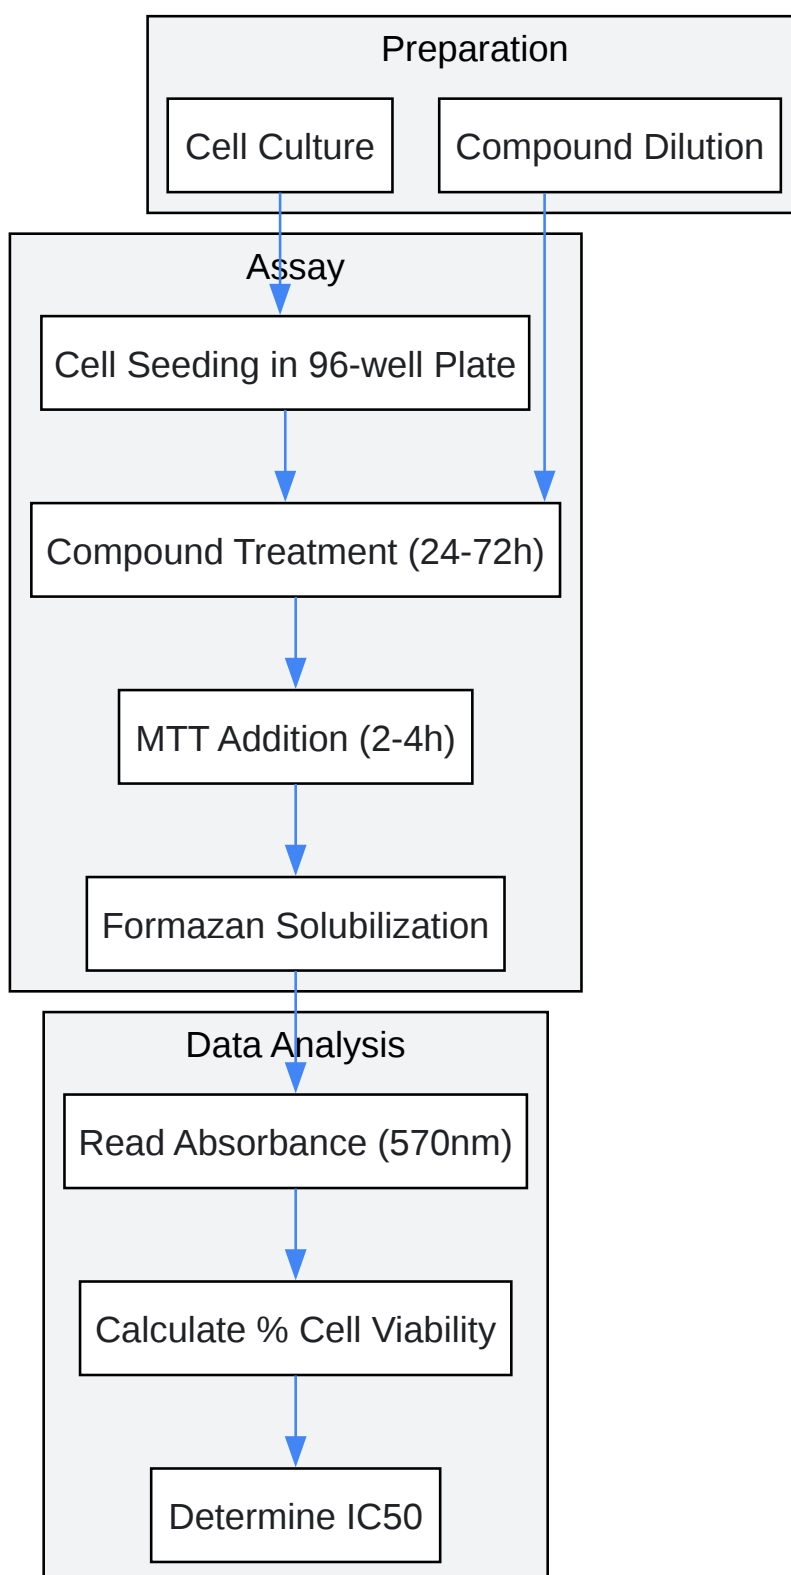 Preparation
Cell Culture
Compound Dilution
Assay
Cell Seeding in 96-well Plate
Compound Treatment (24-72h)
MTT Addition (2-4h)
Formazan Solubilization
Data Analysis
Read Absorbance (570nm)
Calculate % Cell Viability
Determine IC50